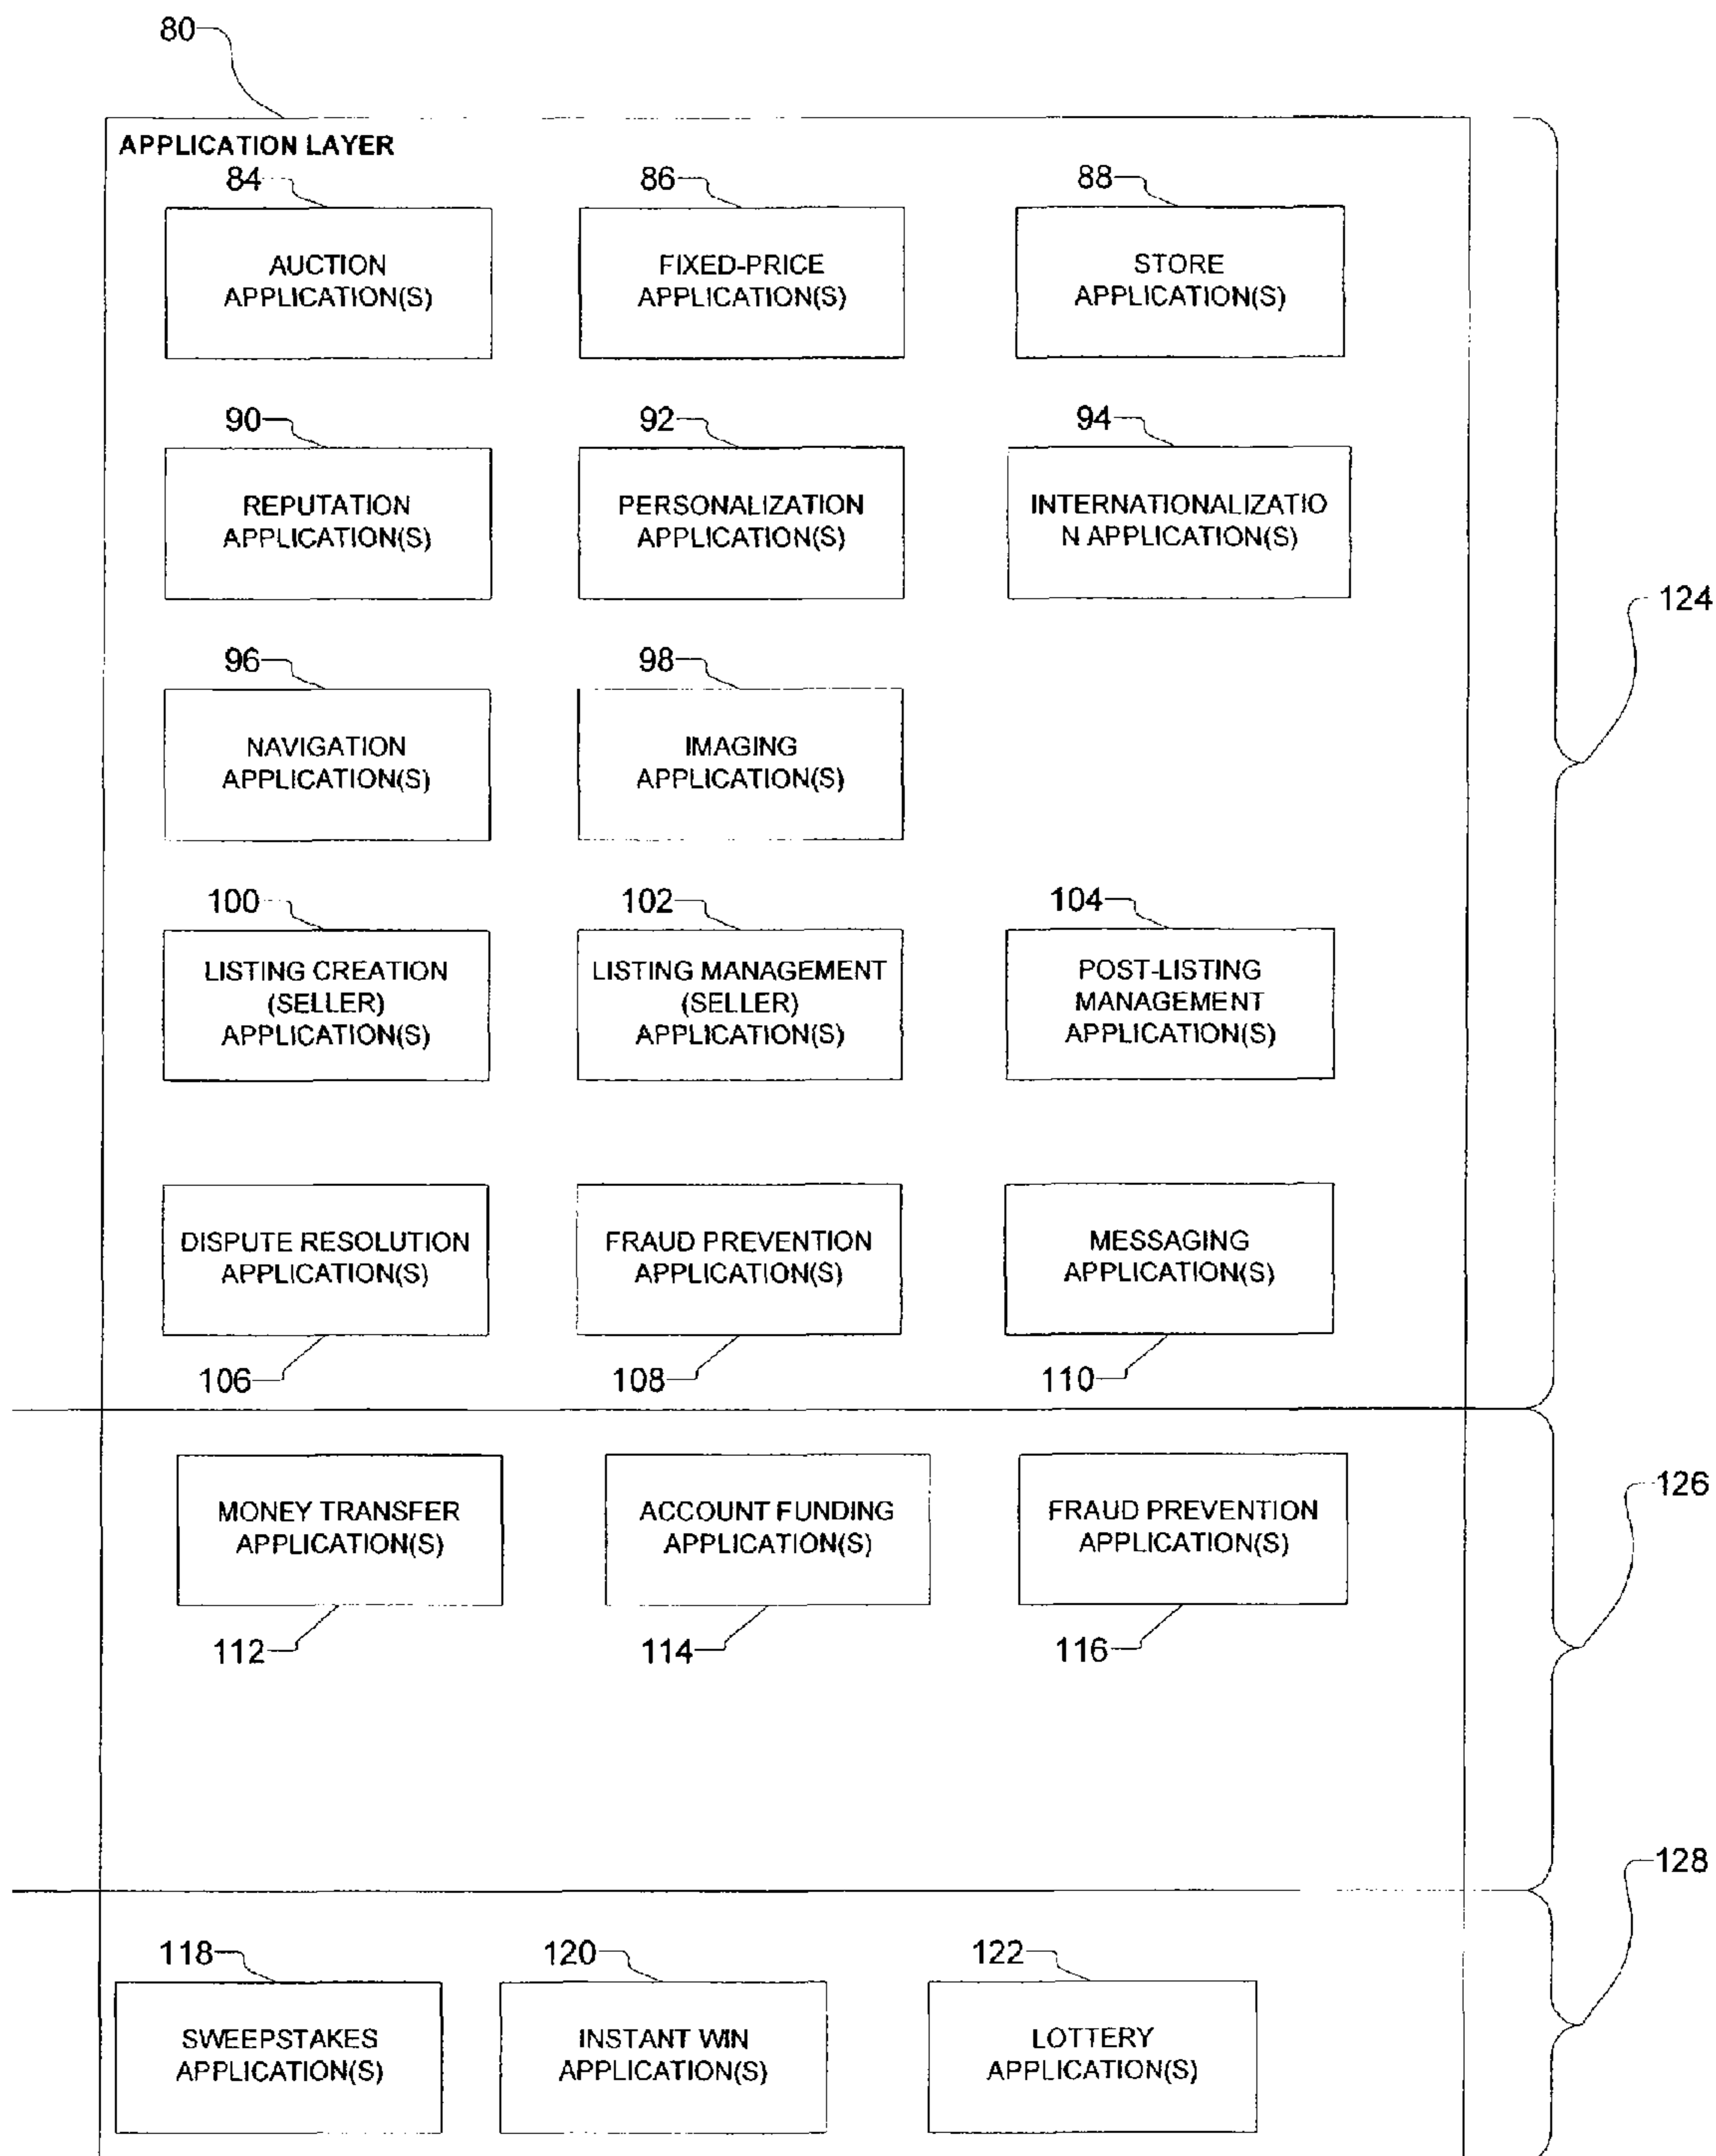 80
APPLICATION LAYER
84
86
88
AUCTION
APPLICATION(S)
FIXED-PRICE
APPLICATION(S)
STORE
APPLICATION(S)
90
92
94
REPUTATION
APPLICATION(S)
PERSONALIZATION
APPLICATION(S)
INTERNATIONALIZATIO
N APPLICATION(S)
124
96
98
NAVIGATION
APPLICATION(S)
IMAGING
APPLICATION(S)
100
102
104
LISTING CREATION
(SELLER)
APPLICATION(S)
LISTING MANAGEMENT
(SELLER)
APPLICATION(S)
POST-LISTING
MANAGEMENT
APPLICATION(S)
DISPUTE RESOLUTION
APPLICATION(S)
FRAUD PREVENTION
APPLICATION(S)
MESSAGING
APPLICATION(S)
106
108
110
126
MONEY TRANSFER
APPLICATION(S)
ACCOUNT FUNDING
APPLICATION(S)
FRAUD PREVENTION
APPLICATION(S)
112
114
116
128
118
120
122
SWEEPSTAKES
APPLICATION(S)
INSTANT WIN
APPLICATION(S)
LOTTERY
APPLICATION(S)